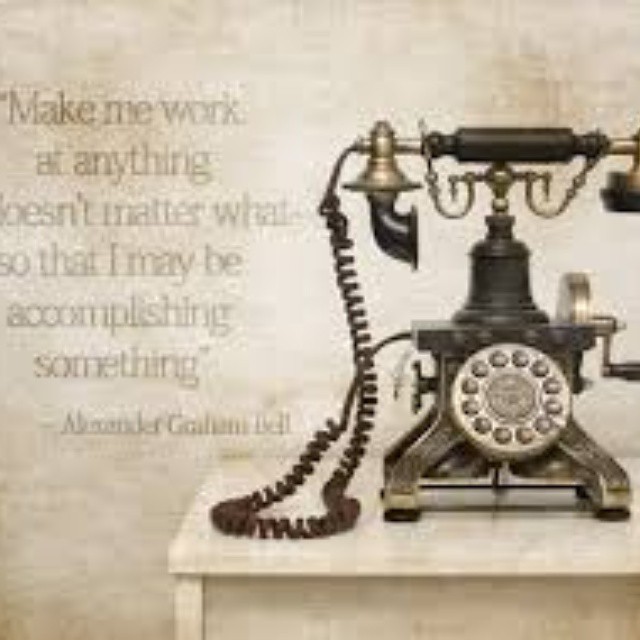 "Make me work
at anything
doesn't matter what-
so that I may be
accomplishing
something"
- Alexander Graham Bell